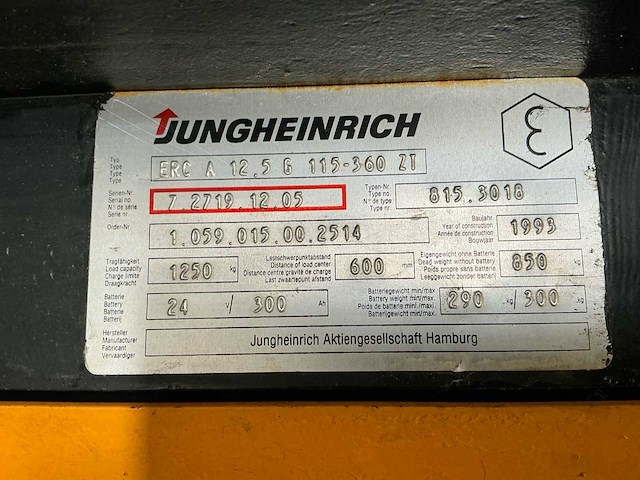 JUNGHEINRICH
Typ.
Type
Type
Type
ERC A 12.5 G 115-360 ZT
Serien-Nr.
Serial no.
N° de série
Serie nr.
7.2719.12.05
Typen-Nr.
Type no.
N° de type
Type nr.
815.3018
Order-Nr.
1.059.015.00.2514
Baujahr
Year of construction
Année de construction
Bouwjaar
1993
Tragfähigkeit
Load capacity
Charge limite
Draagkracht
1250 kg
Lastschwerpunktabstand
Distance of load center
Distance centre gravité de charge
Last zwaartepunt afstand
600 mm
Eigengewicht ohne Batterie
Dead weight without battery
Poids propre sans batterie
Leeggewicht zonder batterij
850 kg
Batterie
Battery
Batterie
Batterij
24 V 300 Ah
Batteriegewicht min/max.
Battery weight min/max.
Poids de batterie mini./maxi.
Batterijgewicht min/max.
290 kg 300 kg
Hersteller
Manufacturer
Fabricant
Vervaardiger
Jungheinrich Aktiengesellschaft Hamburg